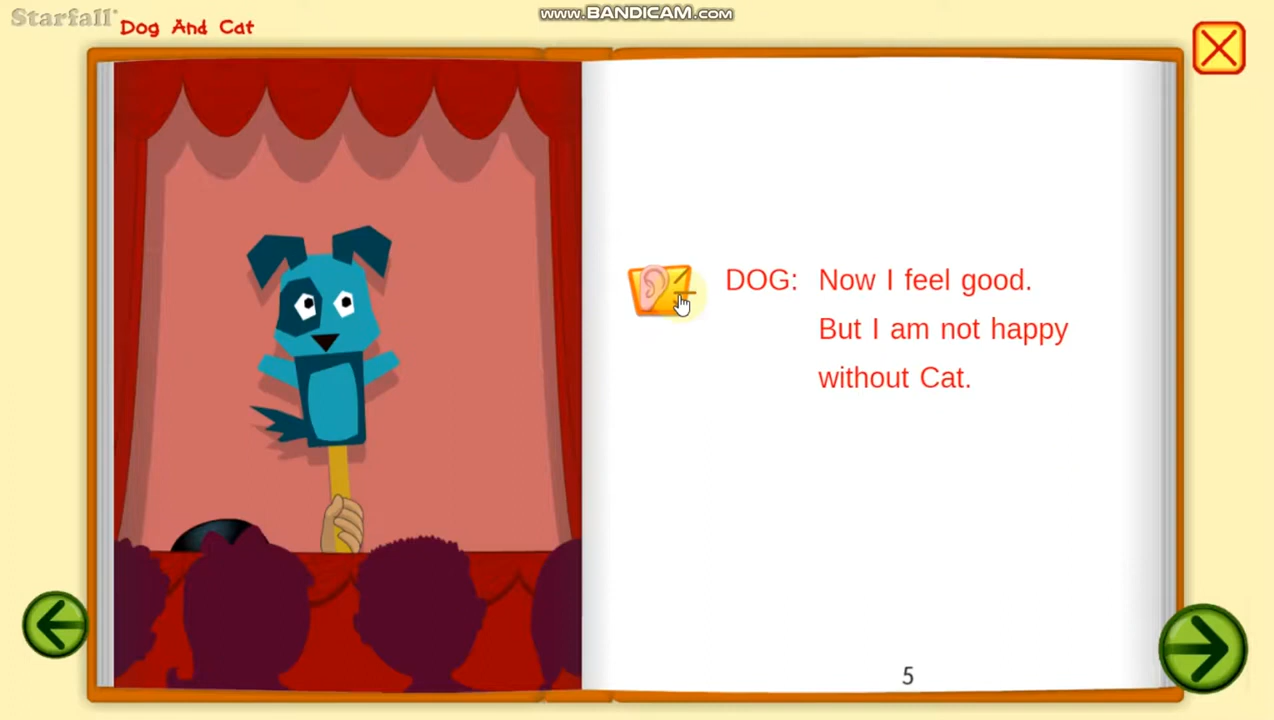 Starfall®
www.BANDICAM.com
Dog And Cat
DOG: Now I feel good.
But I am not happy
without Cat.
5